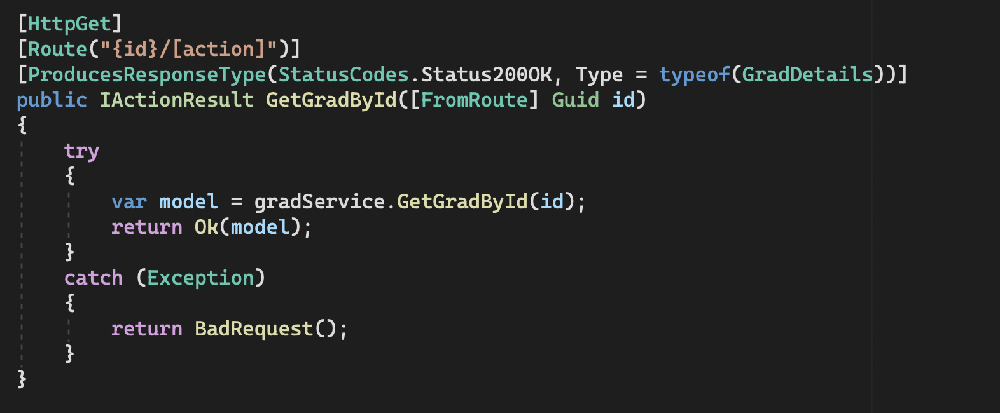 [HttpGet]
[Route("{id}/[action]")]
[ProducesResponseType(StatusCodes.Status200OK, Type = typeof(GradDetails))]
public IActionResult GetGradById([FromRoute] Guid id)
{
    try
    {
        var model = gradService.GetGradById(id);
        return Ok(model);
    }
    catch (Exception)
    {
        return BadRequest();
    }
}